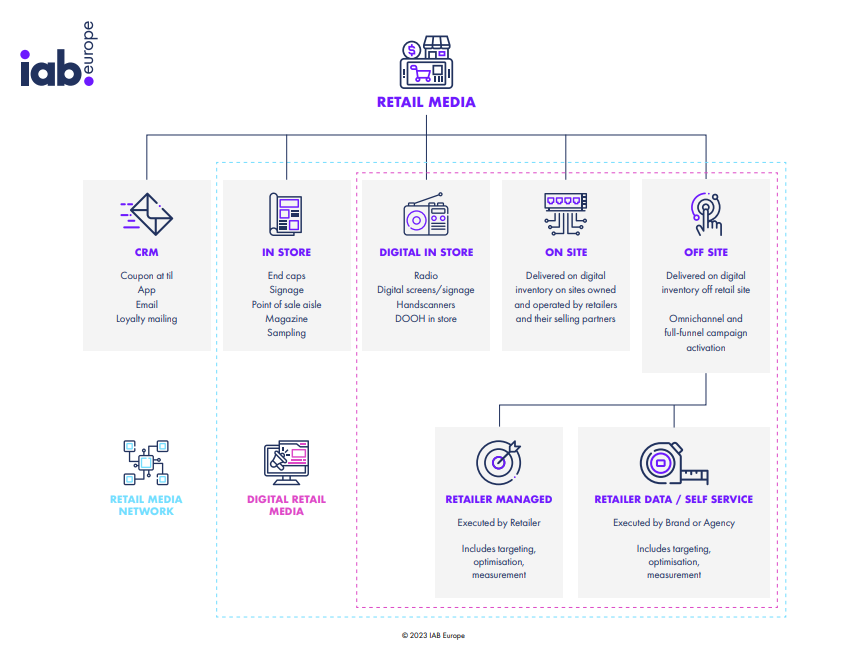 iab europe
RETAIL MEDIA
CRM
Coupon at til
App
Email
Loyalty mailing
IN STORE
End caps
Signage
Point of sale aisle
Magazine
Sampling
DIGITAL IN STORE
Radio
Digital screens/signage
Handscanners
DOOH in store
ON SITE
Delivered on digital
inventory on sites owned
and operated by retailers
and their selling partners
OFF SITE
Delivered on digital
inventory off retail site
Omnichannel and
full-funnel campaign
activation
RETAIL MEDIA
NETWORK
DIGITAL RETAIL
MEDIA
RETAILER MANAGED
Executed by Retailer
Includes targeting,
optimisation,
measurement
RETAILER DATA / SELF SERVICE
Executed by Brand or Agency
Includes targeting,
optimisation,
measurement
© 2023 IAB Europe